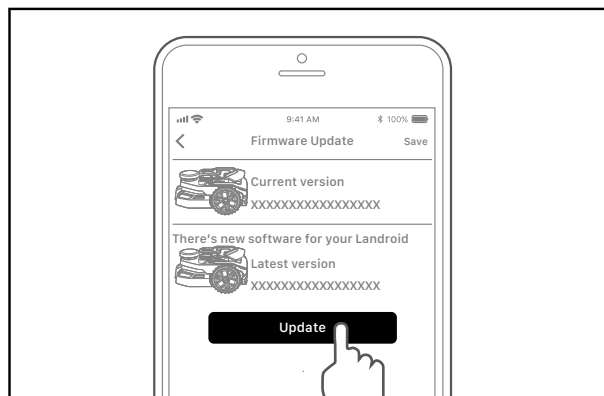 9:41 AM 100%
Firmware Update Save
Current version
XXXXXXXXXXXXXXXXX
There's new software for your Landroid
Latest version
XXXXXXXXXXXXXXXXX
Update